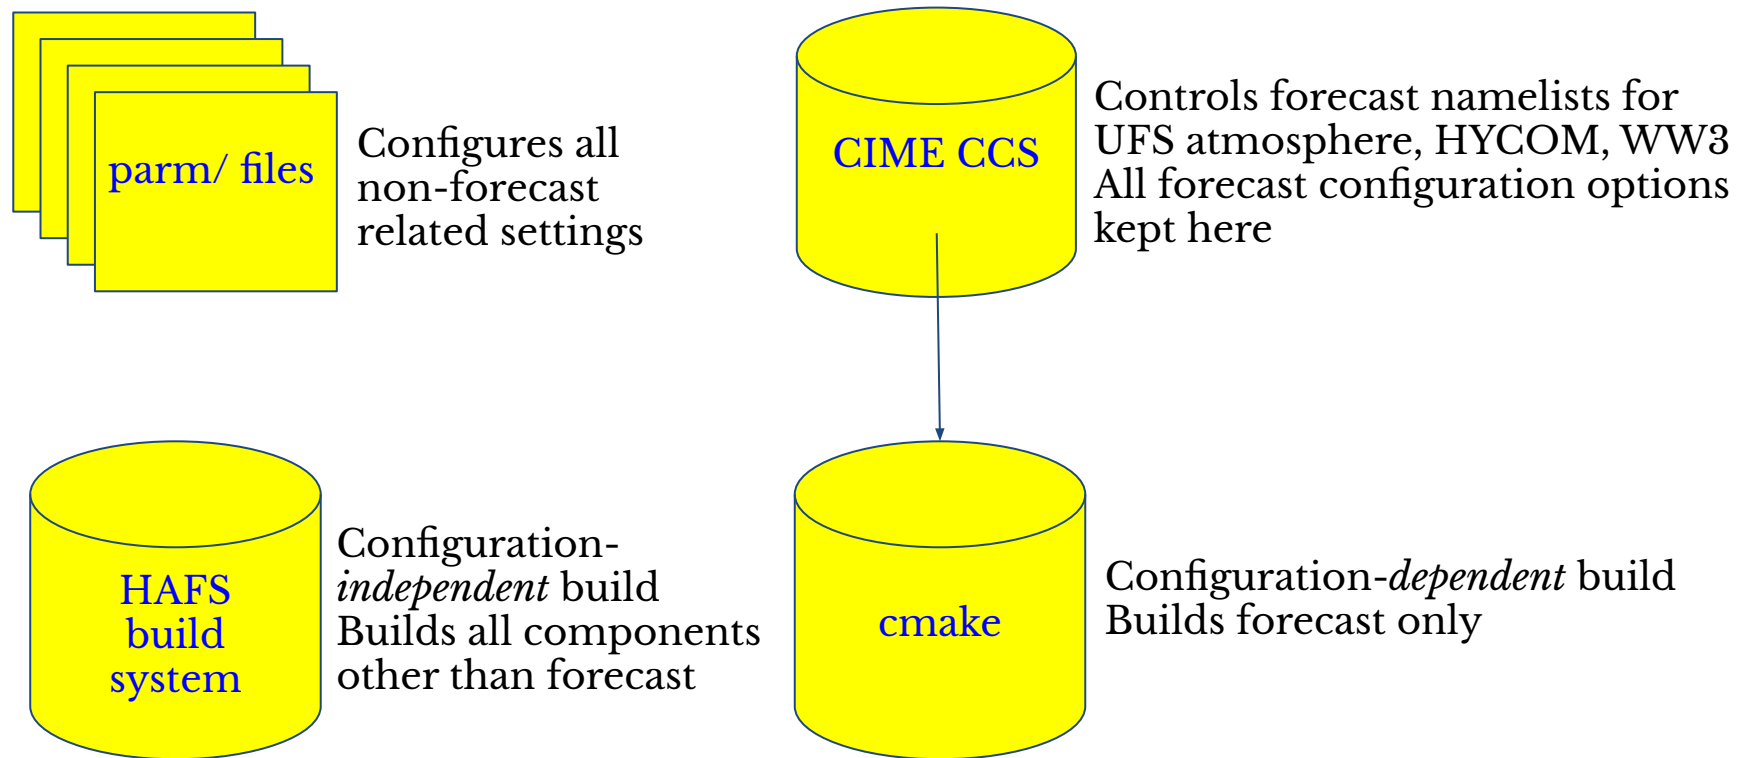 parm/ files
Configures all
non-forecast
related settings
CIME CCS
Controls forecast namelists for
UFS atmosphere, HYCOM, WW3
All forecast configuration options
kept here
HAFS
build
system
Configuration-
independent build
Builds all components
other than forecast
cmake
Configuration-dependent build
Builds forecast only